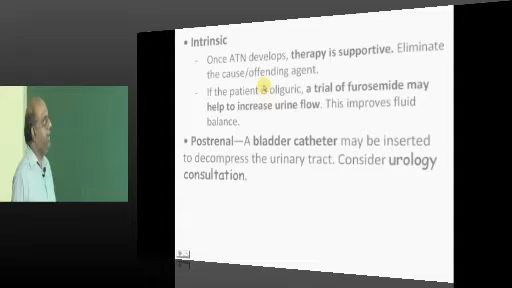 • Intrinsic
- Once ATN develops, therapy is supportive. Eliminate
the cause/offending agent.
- If the patient is oliguric, a trial of furosemide may
help to increase urine flow. This improves fluid
balance.
• Postrenal—A bladder catheter may be inserted
to decompress the urinary tract. Consider urology
consultation.